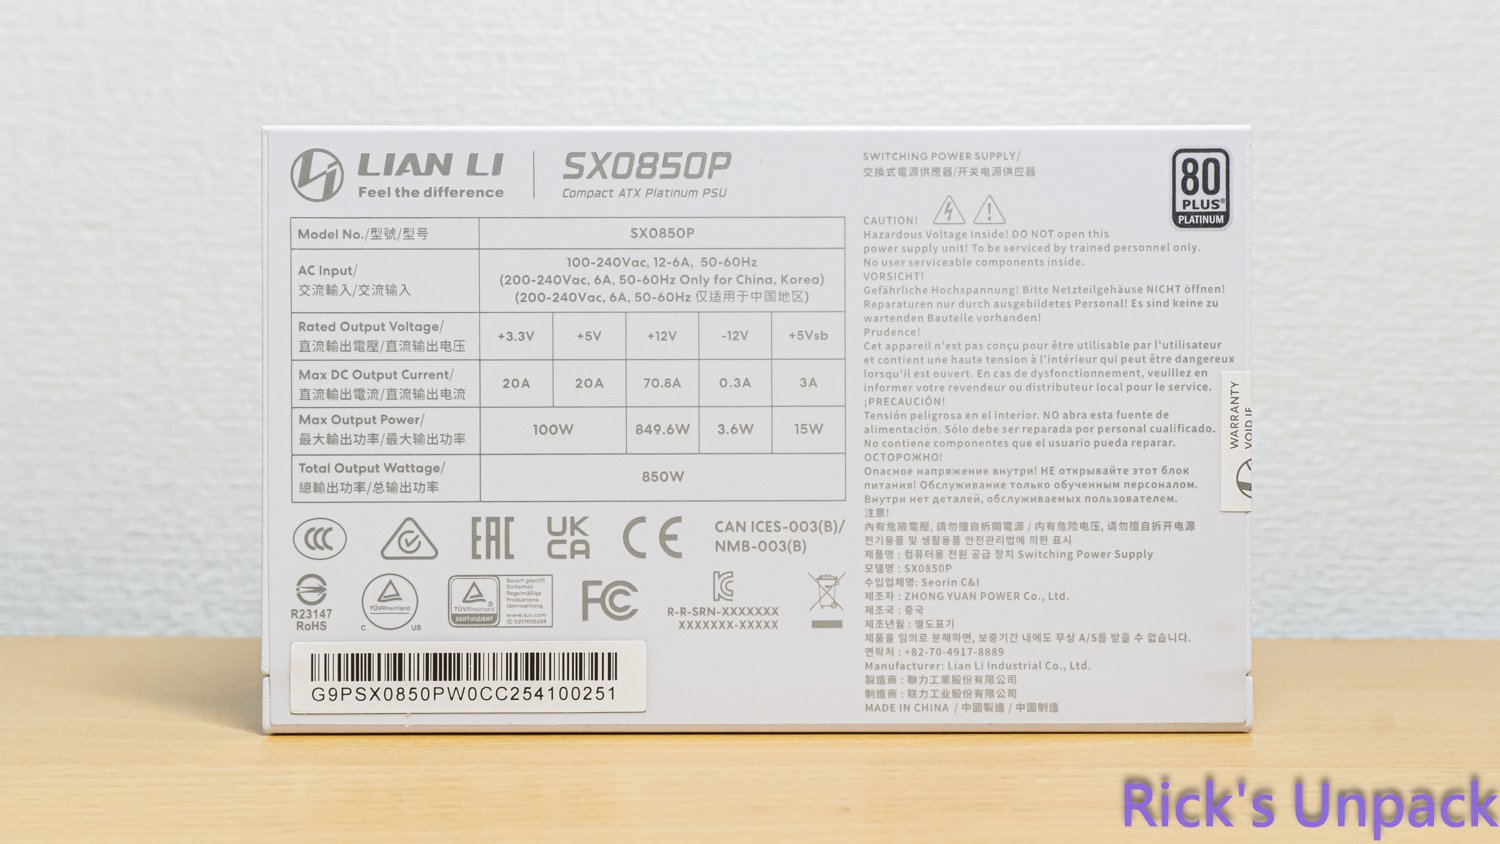 LIAN LI
Feel the difference
SX0850P
Compact ATX Platinum PSU
Model No./型號/型号 SX0850P
AC Input/
交流輸入/交流输入
100-240Vac, 12-6A, 50-60Hz
(200-240Vac, 6A, 50-60Hz Only for China, Korea)
(200-240Vac, 6A, 50-60Hz 仅适用于中国地区)
Rated Output Voltage/
直流輸出電壓/直流输出电压
+3.3V +5V +12V -12V +5Vsb
Max DC Output Current/
直流輸出電流/直流输出电流
20A 20A 70.8A 0.3A 3A
Max Output Power/
最大輸出功率/最大输出功率
100W 849.6W 3.6W 15W
Total Output Wattage/
總輸出功率/总输出功率
850W
CCC
EAC
UK
CA
CE
CAN ICES-003(B)/
NMB-003(B)
R23147
RoHS
TÜVRheinland
C US
TÜVRheinland
ZERTIFIZIERT
Bauart geprüft
Sicherheit
Regelmäßige
Produktions-
überwachung
www.tuv.com
ID 0217010358
FC
R-R-SRN-XXXXXXX
XXXXXXX-XXXXX
G9PSX0850PW0CC254100251
SWITCHING POWER SUPPLY/
交換式電源供應器/开关电源供应器
80
PLUS®
PLATINUM
CAUTION!
Hazardous Voltage Inside! DO NOT open this
power supply unit! To be serviced by trained personnel only.
No user serviceable components inside.
VORSICHT!
Gefährliche Hochspannung! Bitte Netzteilgehäuse NICHT öffnen!
Reparaturen nur durch ausgebildetes Personal! Es sind keine zu
wartenden Bauteile vorhanden!
Prudence!
Cet appareil n'est pas conçu pour être utilisable par l'utilisateur
et contient une haute tension à l'intérieur qui peut être dangereux
lorsqu'il est ouvert. En cas de dysfonctionnement, veuillez en
informer votre revendeur ou distributeur local pour le service.
¡PRECAUCIÓN!
Tensión peligrosa en el interior. NO abra esta fuente de
alimentación. Sólo debe ser reparada por personal cualificado.
No contiene componentes que el usuario pueda reparar.
ОСТОРОЖНО!
Опасное напряжение внутри! НЕ открывайте этот блок
питания! Обслуживание только обученным персоналом.
Внутри нет деталей, обслуживаемых пользователем.
注意!
內有危險電壓, 請勿擅自拆開電源 / 内有危险电压, 请勿擅自拆开电源
전기용품 및 생활용품 안전관리법에 의한 표시
제품명 : 컴퓨터용 전원 공급 장치 Switching Power Supply
모델명 : SX0850P
수입업체명: Seorin C&I
제조자 : ZHONG YUAN POWER Co., Ltd.
제조국 : 중국
제조년월 : 별도표기
제품을 임의로 분해하면, 보증기간 내에도 무상 A/S를 받을 수 없습니다.
연락처 : +82-70-4917-8889
Manufacturer: Lian Li Industrial Co., Ltd.
製造商 : 聯力工業股份有限公司
制造商 : 联力工业股份有限公司
MADE IN CHINA / 中國製造 / 中国制造
WARRANTY
VOID IF
Rick's Unpack